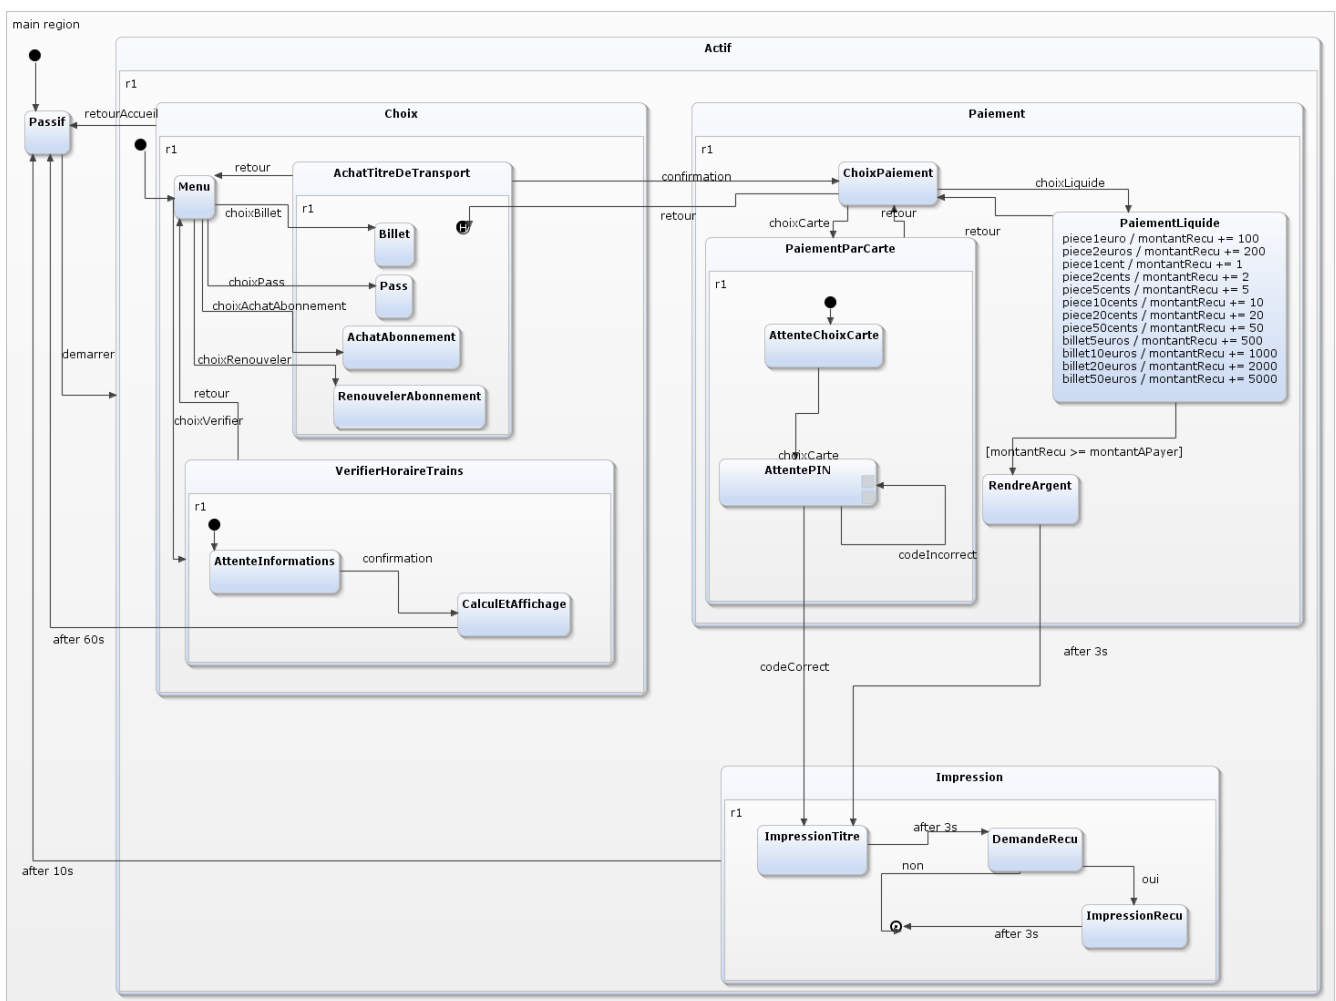 main region
Actif
r1
Passif
retourAccueil
Choix
r1
Menu
retour
AchatTitreDeTransport
r1
choixBillet
Billet
choixPass
Pass
choixAchatAbonnement
AchatAbonnement
choixRenouveler
RenouvelerAbonnement
demarrer
retour
choixVerifier
VerifierHoraireTrains
r1
AttenteInformations
confirmation
CalculEtAffichage
after 60s
H
confirmation
retour
Paiement
r1
ChoixPaiement
choixLiquide
choixCarte
retour
retour
PaiementLiquide
piece1euro / montantRecu += 100
piece2euros / montantRecu += 200
piece1cent / montantRecu += 1
piece2cents / montantRecu += 2
piece5cents / montantRecu += 5
piece10cents / montantRecu += 10
piece20cents / montantRecu += 20
piece50cents / montantRecu += 50
billet5euros / montantRecu += 500
billet10euros / montantRecu += 1000
billet20euros / montantRecu += 2000
billet50euros / montantRecu += 5000
PaiementParCarte
r1
AttenteChoixCarte
choixCarte
AttentePIN
codeIncorrect
[montantRecu >= montantAPayer]
RendreArgent
codeCorrect
after 3s
Impression
r1
ImpressionTitre
after 3s
DemandeRecu
non
oui
ImpressionRecu
after 3s
after 10s